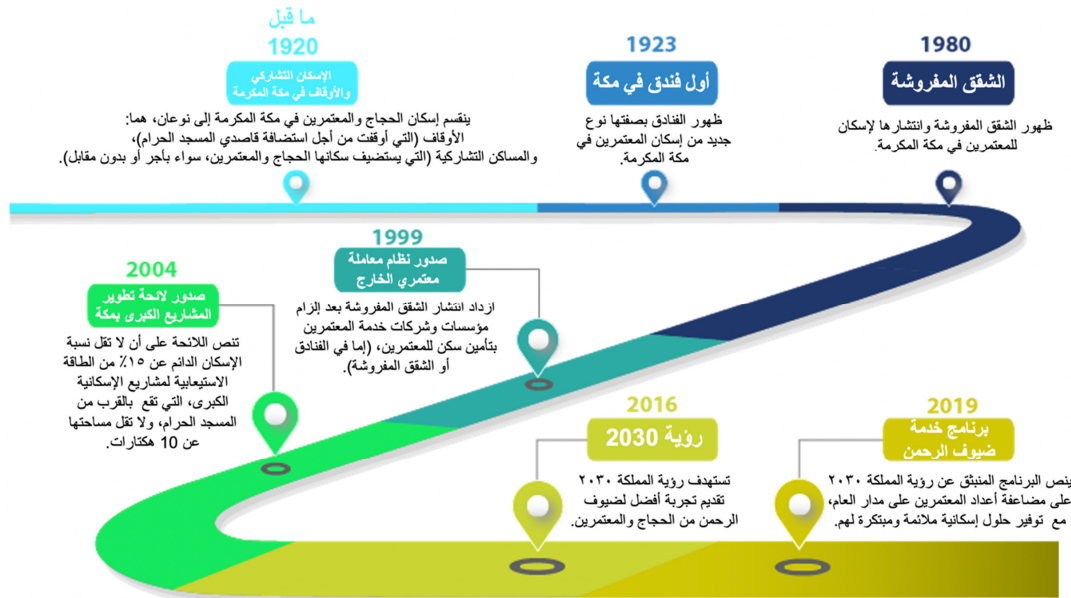 ما قبل
1920
الإسكان التشاركي
والأوقاف في مكة المكرمة
ينقسم إسكان الحجاج والمعتمرين في مكة المكرمة إلى نوعان، هما:
الأوقاف (التي أوقفت من أجل استضافة قاصدي المسجد الحرام)،
والمساكن التشاركية (التي يستضيف سكانها الحجاج والمعتمرين، سواء بأجر أو بدون مقابل).
1923
أول فندق في مكة
ظهور الفنادق بصفتها نوع
جديد من إسكان المعتمرين في
مكة المكرمة.
1980
الشقق المفروشة
ظهور الشقق المفروشة وانتشارها لإسكان
للمعتمرين في مكة المكرمة.
1999
صدور نظام معاملة
معتمري الخارج
ازداد انتشار الشقق المفروشة بعد إلزام
مؤسسات وشركات خدمة المعتمرين
بتأمين سكن للمعتمرين، (إما في الفنادق
أو الشقق المفروشة).
2004
صدور لائحة تطوير
المشاريع الكبرى بمكة
تنص اللائحة على أن لا تقل نسبة
الإسكان الدائم عن ١٥٪ من الطاقة
الاستيعابية لمشاريع الإسكانية
الكبرى، التي تقع بالقرب من
المسجد الحرام، ولا تقل مساحتها
عن 10 هكتارات.
2016
رؤية 2030
تستهدف رؤية المملكة ٢٠٣٠
تقديم تجربة أفضل لضيوف
الرحمن من الحجاج والمعتمرين.
2019
برنامج خدمة
ضيوف الرحمن
ينص البرنامج المنبثق عن رؤية المملكة ٢٠٣٠
على مضاعفة أعداد المعتمرين على مدار العام،
مع توفير حلول إسكانية ملائمة ومبتكرة لهم.